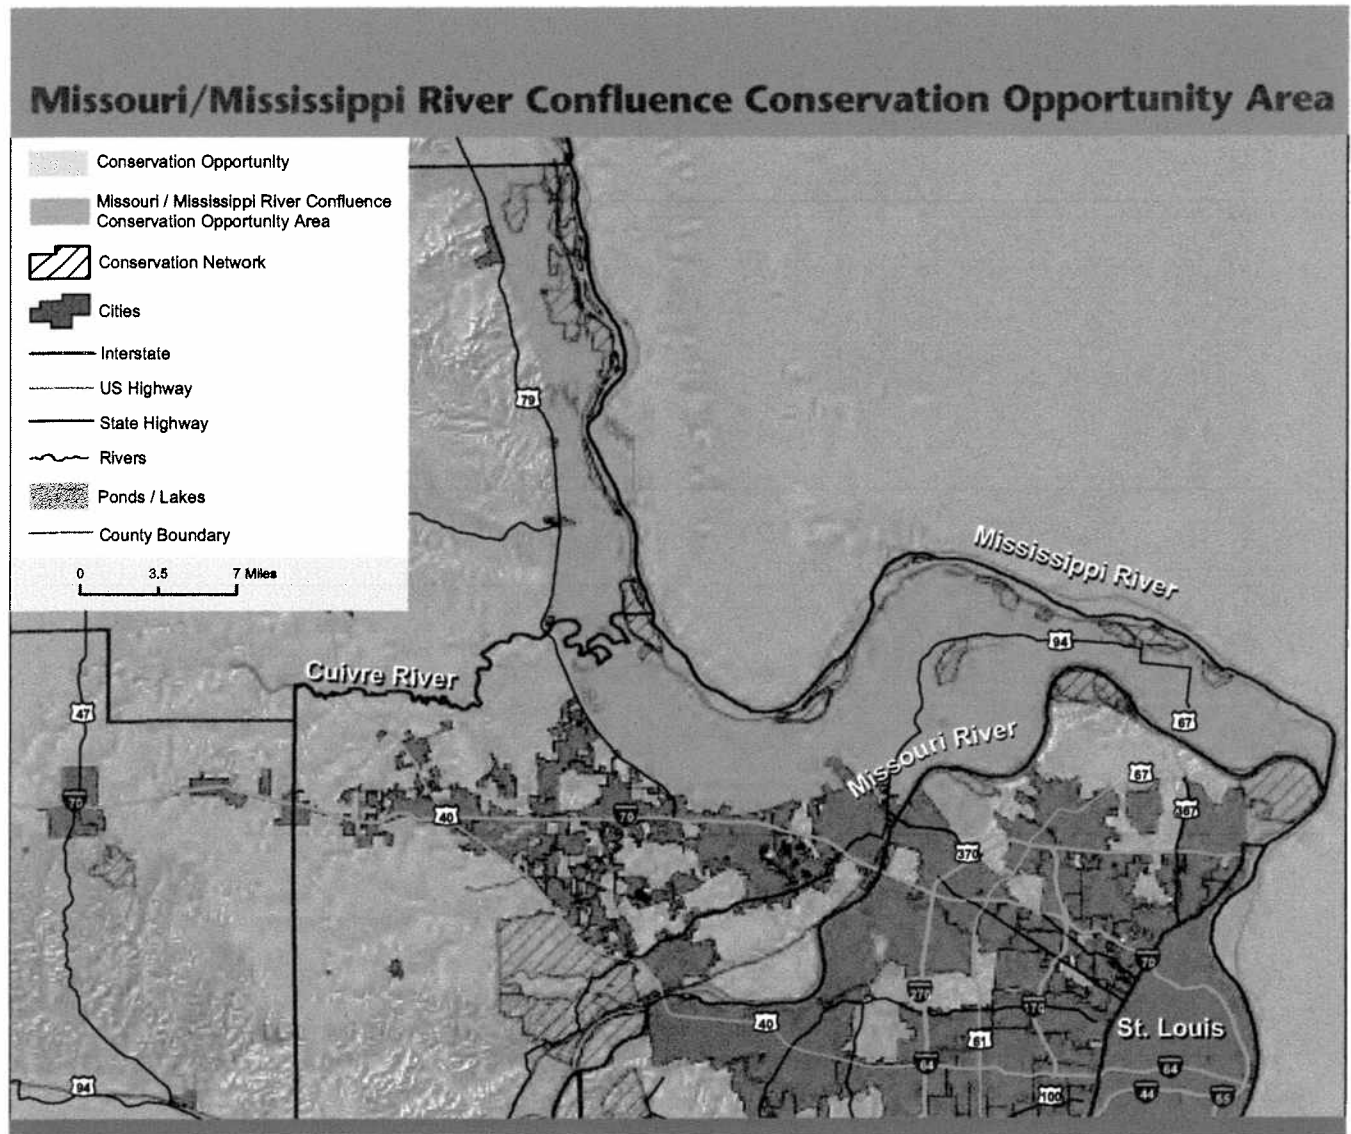 Missouri/Mississippi River Confluence Conservation Opportunity Area
Conservation Opportunity
Missouri / Mississippi River Confluence
Conservation Opportunity Area
Conservation Network
Cities
Interstate
US Highway
State Highway
Rivers
Ponds / Lakes
County Boundary
0 3.5 7 Miles
79
Mississippi River
94
Cuivre River
47
67
Missouri River
67
70
367
40
70
370
70
270
170
40
St. Louis
61
64
64
94
100
44
55